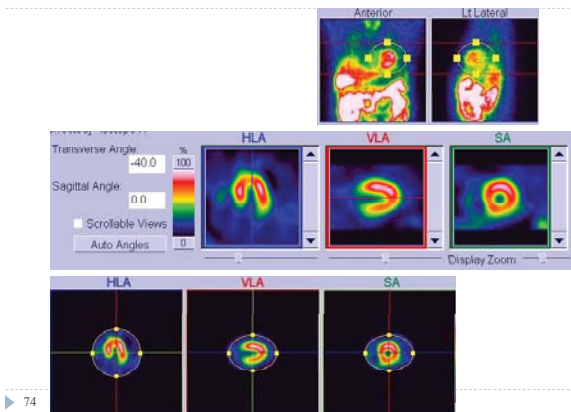 Anterior Lt Lateral
HLA VLA SA
Transverse Angle: %
-40.0 100
Sagittal Angle:
0.0
Scrollable Views
Auto Angles 0
Display Zoom
HLA VLA SA
74